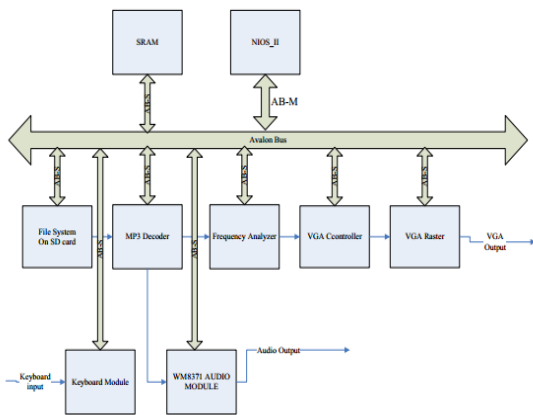 SRAM
NIOS_II
AB-S
AB-M
Avalon Bus
AB-S
AB-S
AB-S
AB-S
AB-S
File System
On SD card
MP3 Decoder
Frequency Analyzer
VGA Ccontroller
VGA Raster
VGA
Output
AB-S
AB-S
Audio Output
Keyboard
input
Keyboard Module
WM8371 AUDIO
MODULE